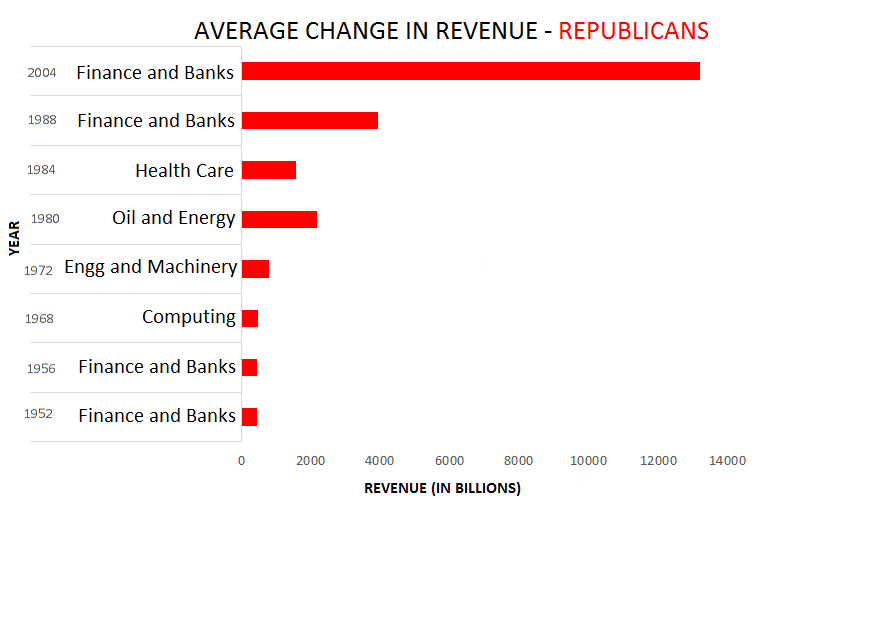 AVERAGE CHANGE IN REVENUE - REPUBLICANS
2004 Finance and Banks
1988 Finance and Banks
1984 Health Care
1980 Oil and Energy
1972 Engg and Machinery
1968 Computing
1956 Finance and Banks
1952 Finance and Banks
YEAR
0 2000 4000 6000 8000 10000 12000 14000
REVENUE (IN BILLIONS)